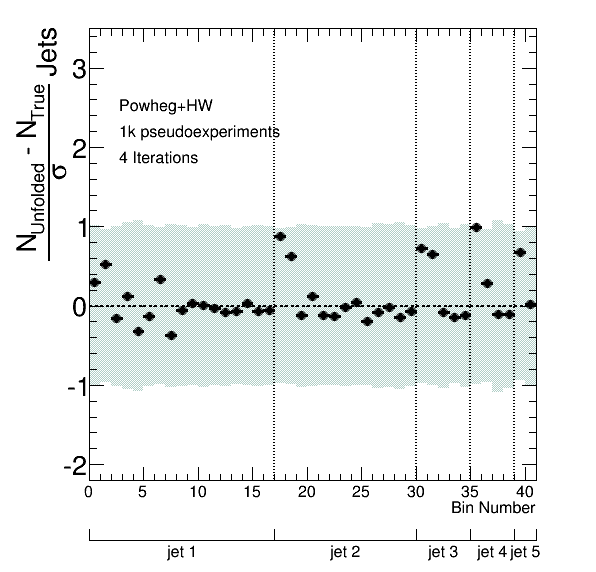 N_Unfolded - N_True Jets
σ
3
2
1
0
-1
-2
Powheg+HW
1k pseudoexperiments
4 Iterations
0 5 10 15 20 25 30 35 40
Bin Number
jet 1 jet 2 jet 3 jet 4 jet 5